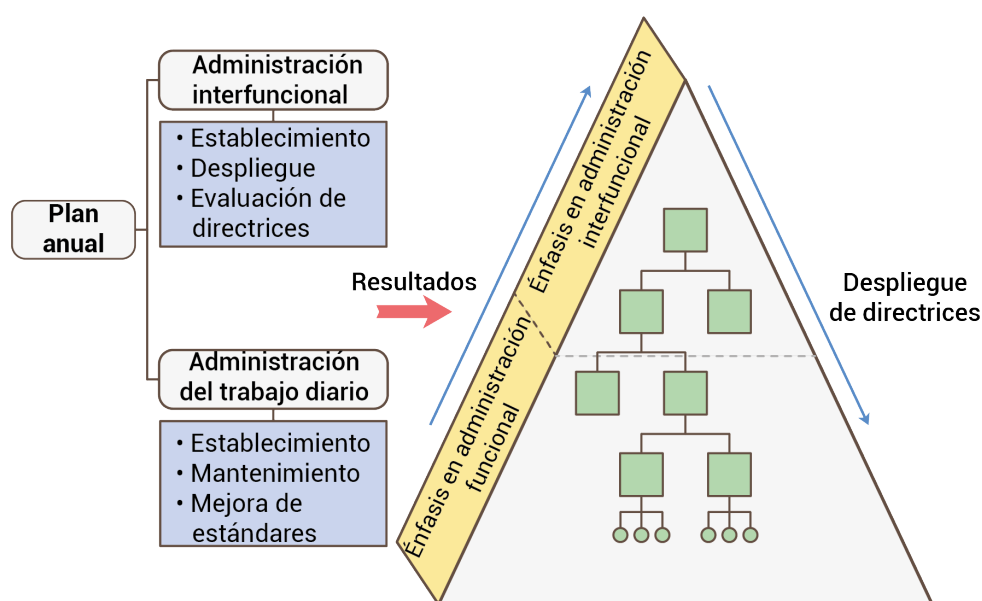 Plan
anual
Administración
interfuncional
• Establecimiento
• Despliegue
• Evaluación de
directrices
Administración
del trabajo diario
• Establecimiento
• Mantenimiento
• Mejora de
estándares
Resultados
Énfasis en administración
interfuncional
Énfasis en administración
funcional
Despliegue
de directrices